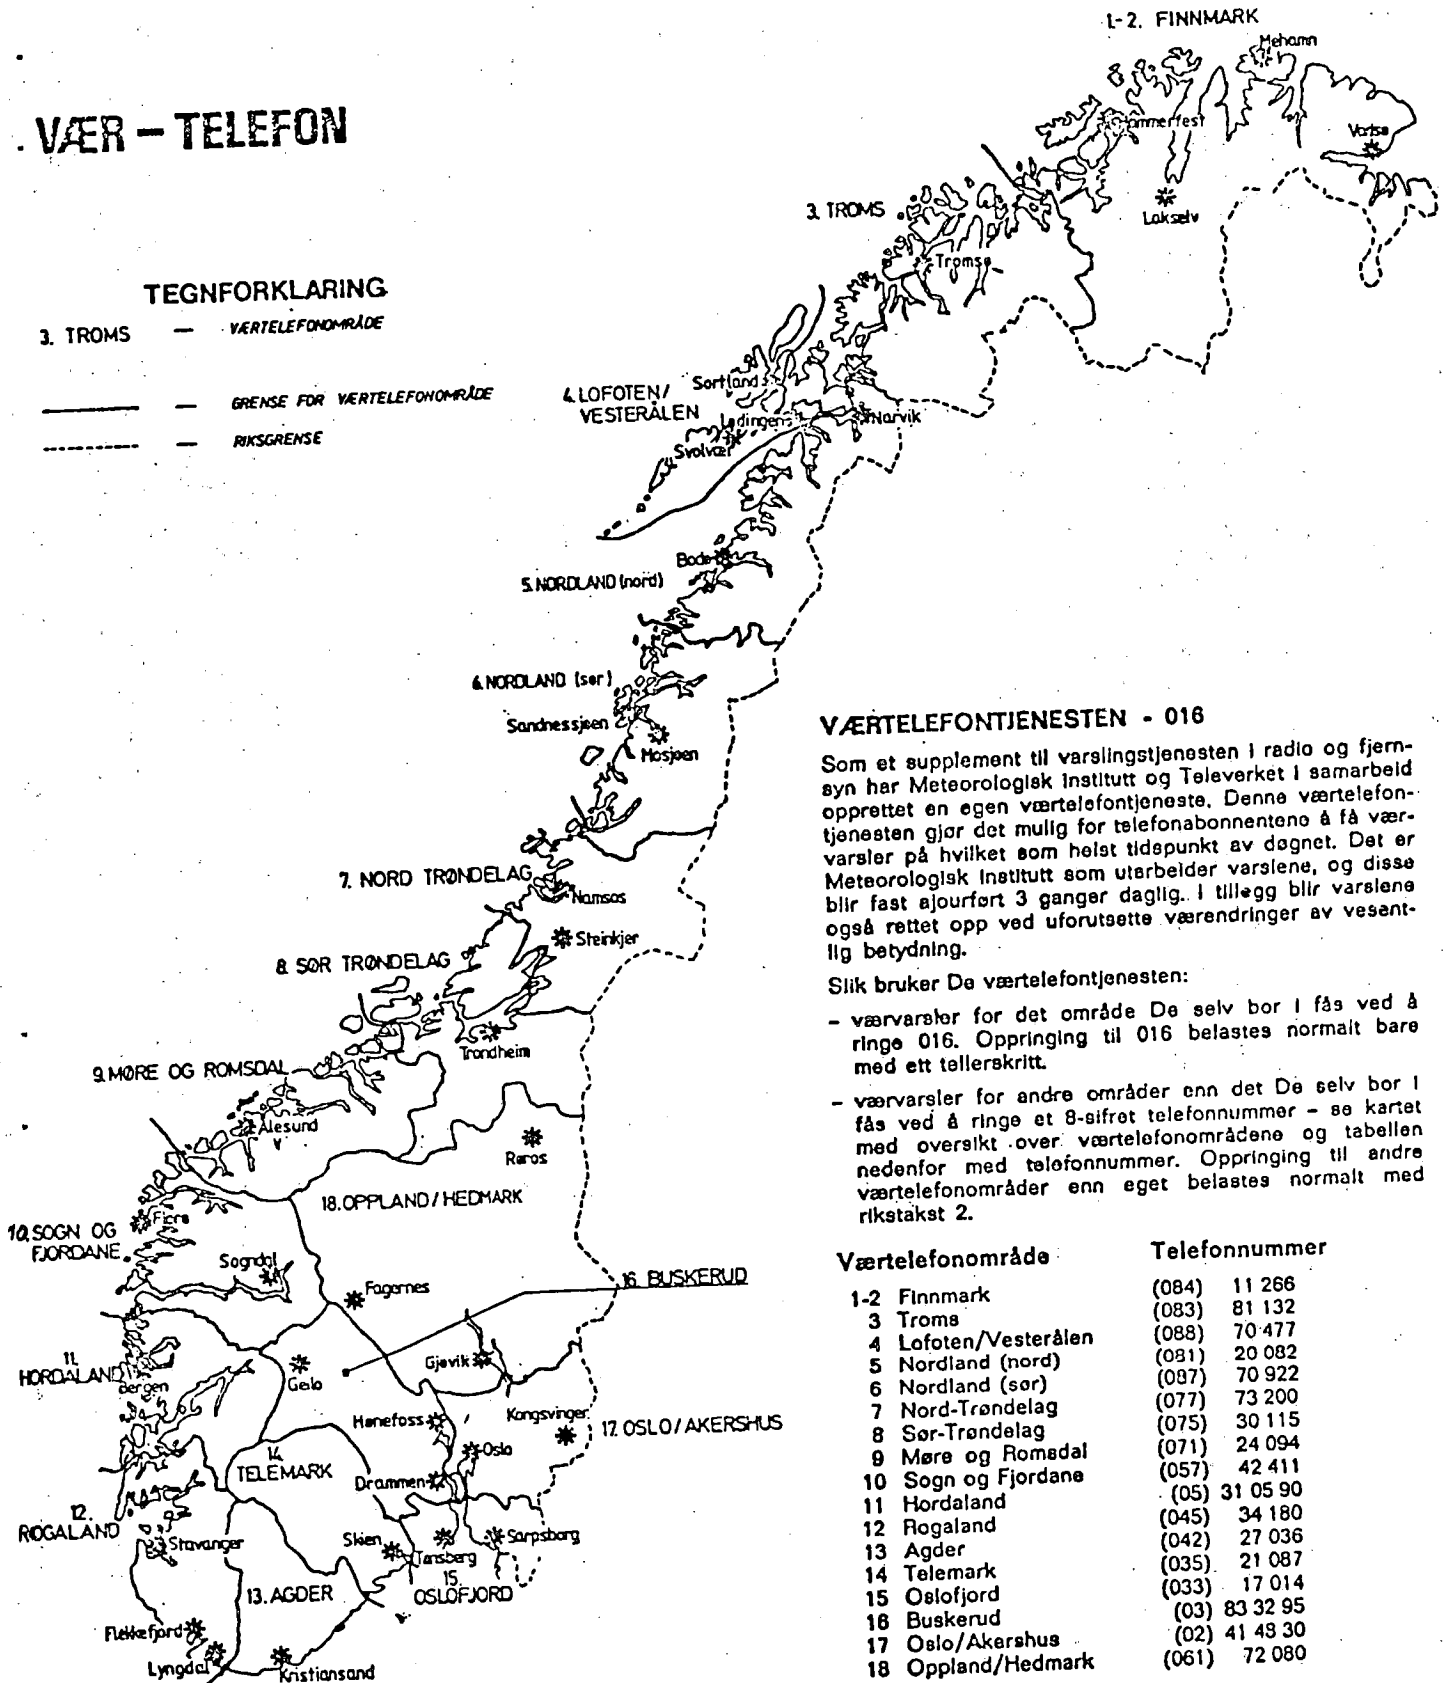 1-2. FINNMARK
Mehamn
VÆR – TELEFON
Hammerfest
Vadsø
Lakselv
3. TROMS
Tromsø
TEGNFORKLARING
3. TROMS — VÆRTELEFONOMRÅDE
— GRENSE FOR VÆRTELEFONOMRÅDE
— RIKSGRENSE
4. LOFOTEN/
VESTERÅLEN
Sortland
Lødingen
Narvik
Svolvær
Bodø
5. NORDLAND (nord)
6. NORDLAND (sør)
Sandnessjøen
Mosjøen
7. NORD TRØNDELAG
Namsos
Steinkjer
8. SØR TRØNDELAG
Trondheim
9. MØRE OG ROMSDAL
Ålesund
Røros
18. OPPLAND / HEDMARK
10. SOGN OG
FJORDANE
Florø
Sogndal
Fagernes
16. BUSKERUD
11.
HORDALAND
Bergen
Geilo
Gjøvik
Hønefoss
Kongsvinger
17. OSLO / AKERSHUS
Oslo
14.
TELEMARK
Drammen
12.
ROGALAND
Stavanger
Skien
Tønsberg
Sarpsborg
15.
OSLOFJORD
13. AGDER
Flekkefjord
Lyngdal
Kristiansand
VÆRTELEFONTJENESTEN - 016
Som et supplement til varslingstjenesten i radio og fjern-
syn har Meteorologisk Institutt og Televerket i samarbeid
opprettet en egen værtelefontjeneste. Denne værtelefon-
tjenesten gjør det mulig for telefonabonnentene å få vær-
varsler på hvilket som helst tidspunkt av døgnet. Det er
Meteorologisk Institutt som utarbeider varslene, og disse
blir fast ajourført 3 ganger daglig. I tillegg blir varslene
også rettet opp ved uforutsette værendringer av vesent-
lig betydning.
Slik bruker De værtelefontjenesten:
– værvarsler for det område De selv bor i fås ved å
ringe 016. Oppringing til 016 belastes normalt bare
med ett tellerskritt.
– værvarsler for andre områder enn det De selv bor i
fås ved å ringe et 8-sifret telefonnummer – se kartet
med oversikt over værtelefonområdene og tabellen
nedenfor med telefonnummer. Oppringing til andre
værtelefonområder enn eget belastes normalt med
rikstakst 2.
Værtelefonområde Telefonnummer
1-2 Finnmark (084) 11 266
3 Troms (083) 81 132
4 Lofoten/Vesterålen (088) 70 477
5 Nordland (nord) (081) 20 082
6 Nordland (sør) (087) 70 922
7 Nord-Trøndelag (077) 73 200
8 Sør-Trøndelag (075) 30 115
9 Møre og Romsdal (071) 24 094
10 Sogn og Fjordane (057) 42 411
11 Hordaland (05) 31 05 90
12 Rogaland (045) 34 180
13 Agder (042) 27 036
14 Telemark (035) 21 087
15 Oslofjord (033) 17 014
16 Buskerud (03) 83 32 95
17 Oslo/Akershus (02) 41 48 30
18 Oppland/Hedmark (061) 72 080